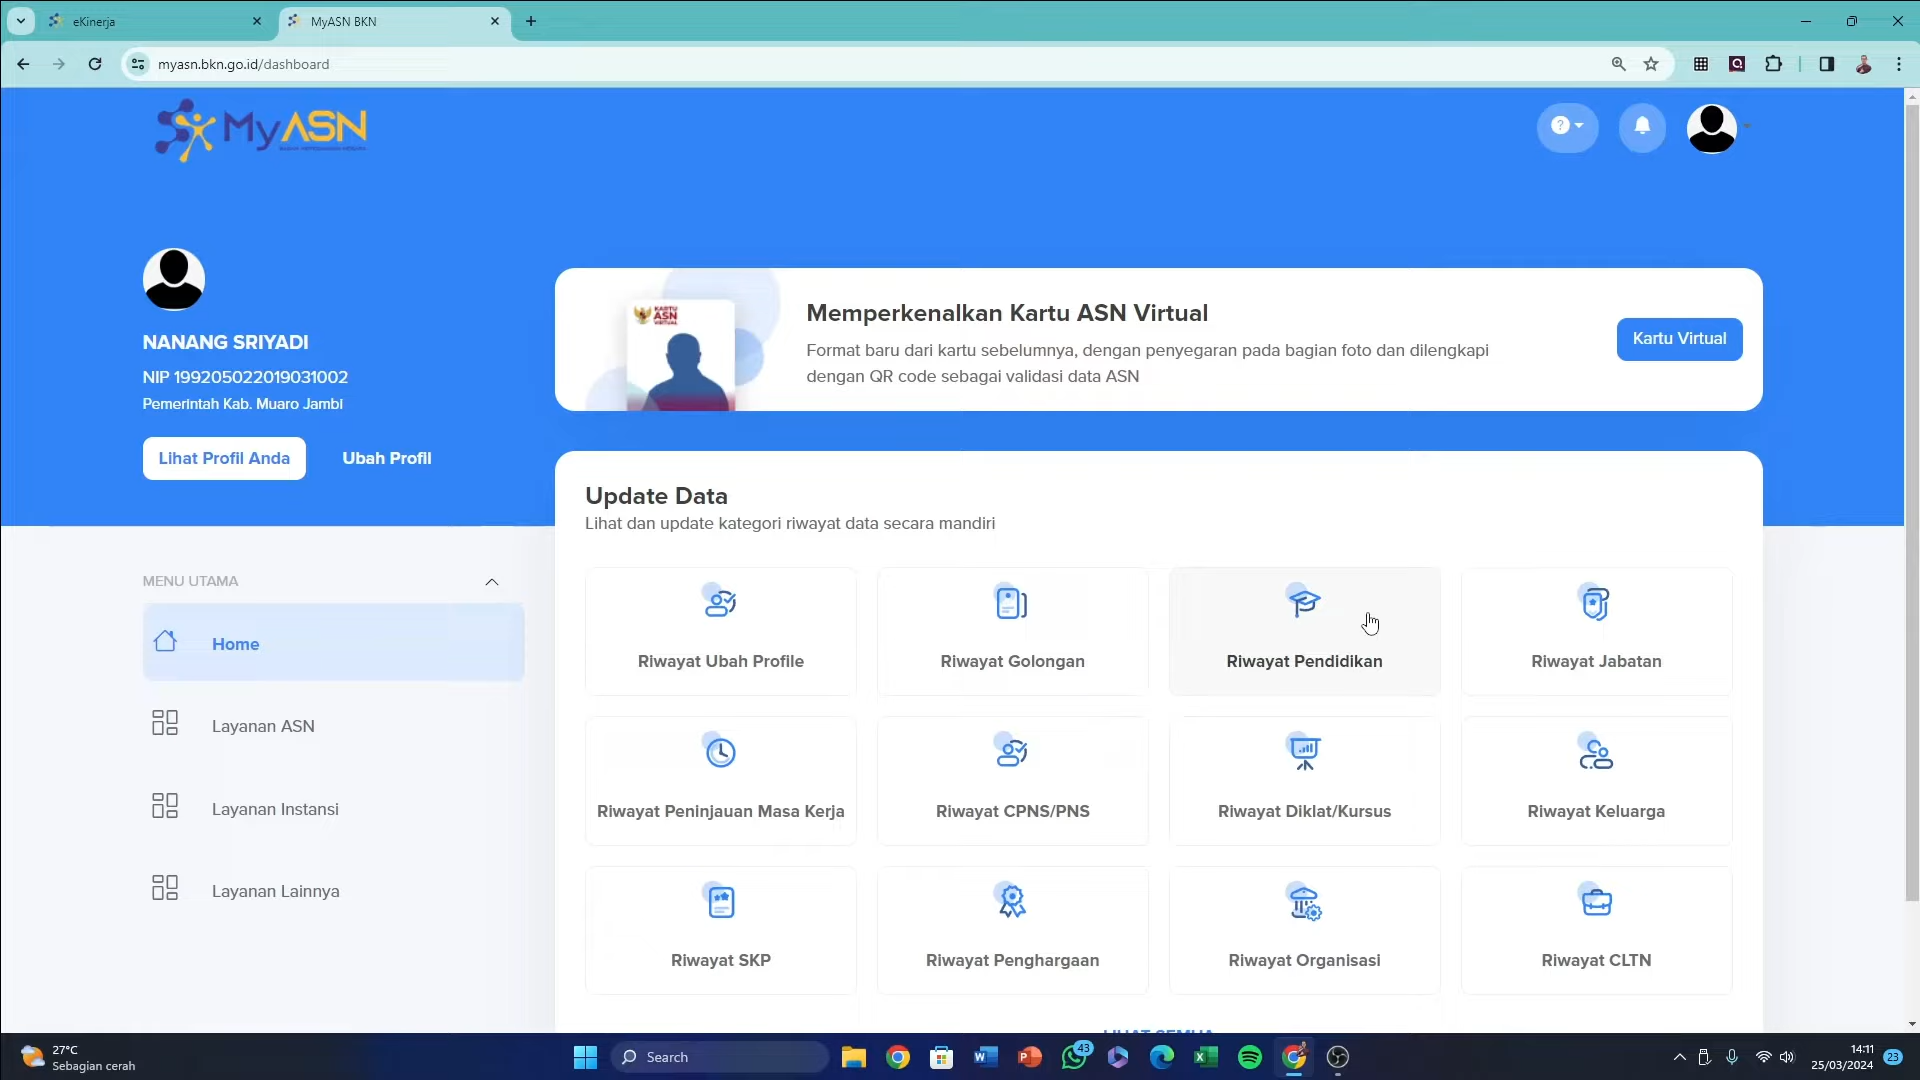 eKinerja
MyASN BKN
myasn.bkn.go.id/dashboard
MyASN
NANANG SRIYADI
NIP 199205022019031002
Pemerintah Kab. Muaro Jambi
Lihat Profil Anda
Ubah Profil
KARTU
ASN
VIRTUAL
Memperkenalkan Kartu ASN Virtual
Format baru dari kartu sebelumnya, dengan penyegaran pada bagian foto dan dilengkapi
dengan QR code sebagai validasi data ASN
Kartu Virtual
MENU UTAMA
Home
Layanan ASN
Layanan Instansi
Layanan Lainnya
Update Data
Lihat dan update kategori riwayat data secara mandiri
Riwayat Ubah Profile
Riwayat Golongan
Riwayat Pendidikan
Riwayat Jabatan
Riwayat Peninjauan Masa Kerja
Riwayat CPNS/PNS
Riwayat Diklat/Kursus
Riwayat Keluarga
Riwayat SKP
Riwayat Penghargaan
Riwayat Organisasi
Riwayat CLTN
LIHAT SEMUA
27°C
Sebagian cerah
Search
43
14:11
25/03/2024
23